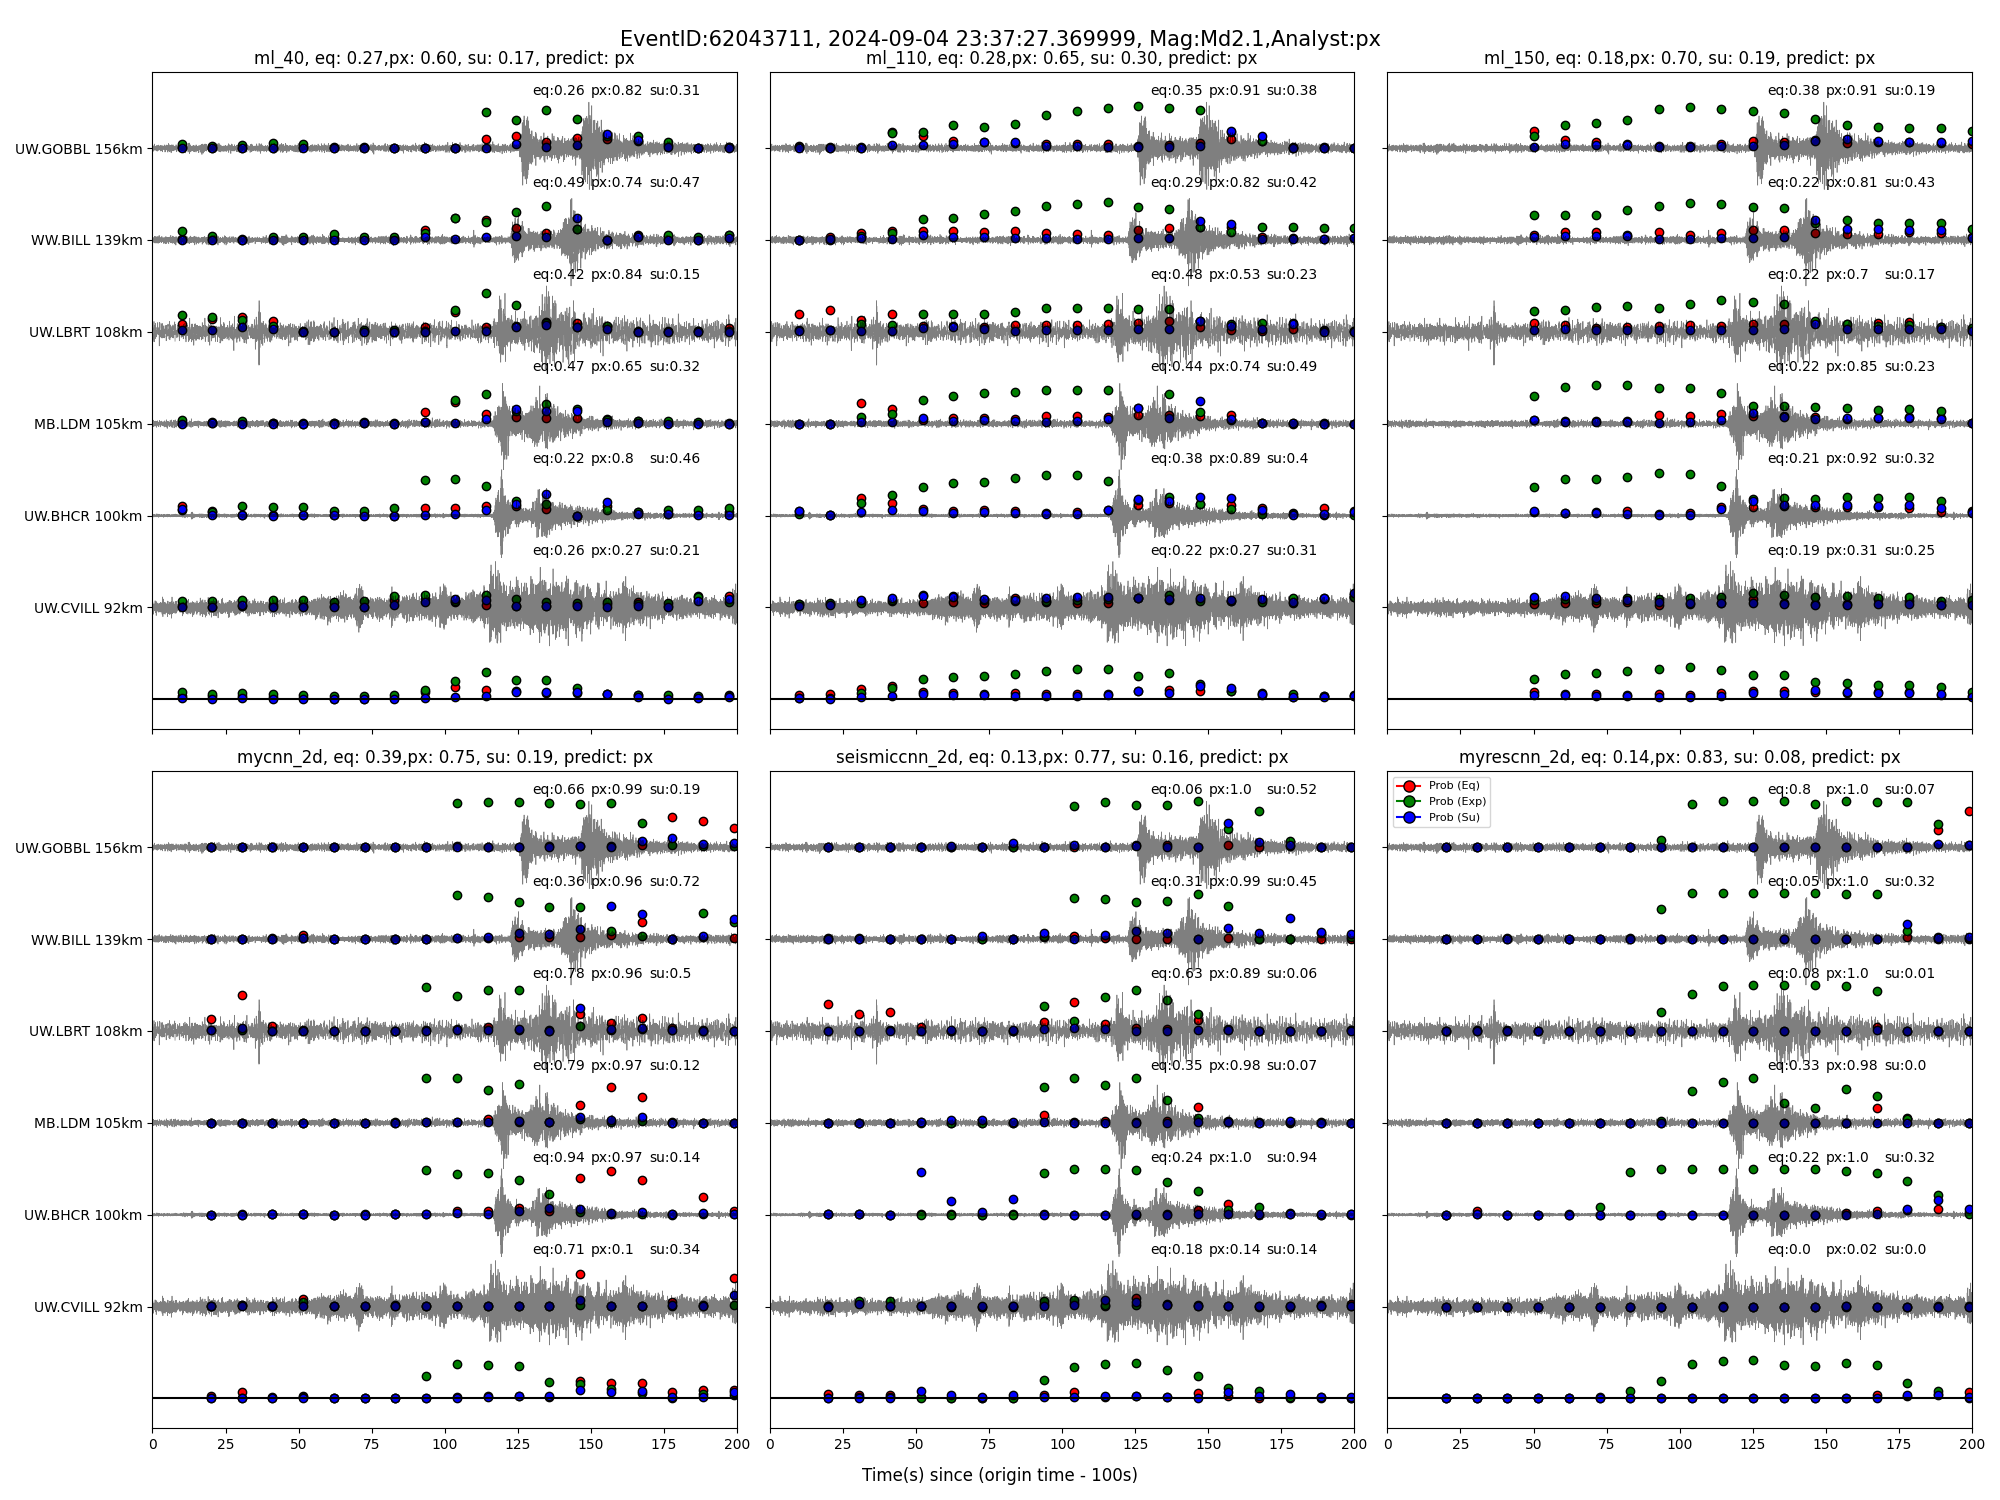 EventID:62043711, 2024-09-04 23:37:27.369999, Mag:Md2.1,Analyst:px
ml_40, eq: 0.27,px: 0.60, su: 0.17, predict: px
ml_110, eq: 0.28,px: 0.65, su: 0.30, predict: px
ml_150, eq: 0.18,px: 0.70, su: 0.19, predict: px
eq:0.26 px:0.82 su:0.31
eq:0.35 px:0.91 su:0.38
eq:0.38 px:0.91 su:0.19
UW.GOBBL 156km
eq:0.49 px:0.74 su:0.47
eq:0.29 px:0.82 su:0.42
eq:0.22 px:0.81 su:0.43
WW.BILL 139km
eq:0.42 px:0.84 su:0.15
eq:0.48 px:0.53 su:0.23
eq:0.22 px:0.7 su:0.17
UW.LBRT 108km
eq:0.47 px:0.65 su:0.32
eq:0.44 px:0.74 su:0.49
eq:0.22 px:0.85 su:0.23
MB.LDM 105km
eq:0.22 px:0.8 su:0.46
eq:0.38 px:0.89 su:0.4
eq:0.21 px:0.92 su:0.32
UW.BHCR 100km
eq:0.26 px:0.27 su:0.21
eq:0.22 px:0.27 su:0.31
eq:0.19 px:0.31 su:0.25
UW.CVILL 92km
mycnn_2d, eq: 0.39,px: 0.75, su: 0.19, predict: px
seismiccnn_2d, eq: 0.13,px: 0.77, su: 0.16, predict: px
myrescnn_2d, eq: 0.14,px: 0.83, su: 0.08, predict: px
Prob (Eq)
Prob (Exp)
Prob (Su)
eq:0.66 px:0.99 su:0.19
eq:0.06 px:1.0 su:0.52
eq:0.8 px:1.0 su:0.07
UW.GOBBL 156km
eq:0.36 px:0.96 su:0.72
eq:0.31 px:0.99 su:0.45
eq:0.05 px:1.0 su:0.32
WW.BILL 139km
eq:0.78 px:0.96 su:0.5
eq:0.63 px:0.89 su:0.06
eq:0.08 px:1.0 su:0.01
UW.LBRT 108km
eq:0.79 px:0.97 su:0.12
eq:0.35 px:0.98 su:0.07
eq:0.33 px:0.98 su:0.0
MB.LDM 105km
eq:0.94 px:0.97 su:0.14
eq:0.24 px:1.0 su:0.94
eq:0.22 px:1.0 su:0.32
UW.BHCR 100km
eq:0.71 px:0.1 su:0.34
eq:0.18 px:0.14 su:0.14
eq:0.0 px:0.02 su:0.0
UW.CVILL 92km
0 25 50 75 100 125 150 175 200
0 25 50 75 100 125 150 175 200
0 25 50 75 100 125 150 175 200
Time(s) since (origin time - 100s)